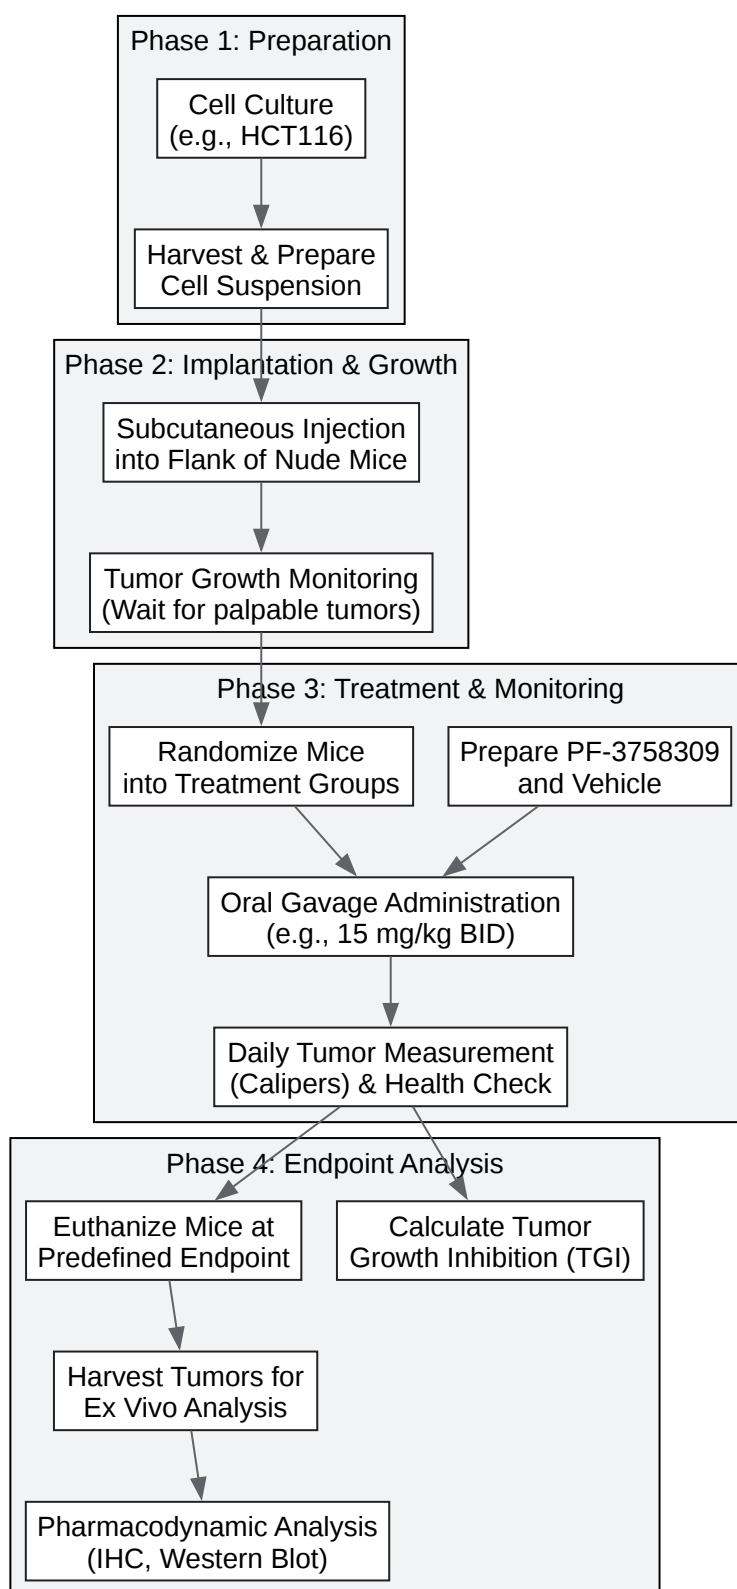 Phase 1: Preparation
Cell Culture
(e.g., HCT116)
Harvest & Prepare
Cell Suspension
Phase 2: Implantation & Growth
Subcutaneous Injection
into Flank of Nude Mice
Tumor Growth Monitoring
(Wait for palpable tumors)
Phase 3: Treatment & Monitoring
Randomize Mice
into Treatment Groups
Prepare PF-3758309
and Vehicle
Oral Gavage Administration
(e.g., 15 mg/kg BID)
Daily Tumor Measurement
(Calipers) & Health Check
Phase 4: Endpoint Analysis
Euthanize Mice at
Predefined Endpoint
Calculate Tumor
Growth Inhibition (TGI)
Harvest Tumors for
Ex Vivo Analysis
Pharmacodynamic Analysis
(IHC, Western Blot)